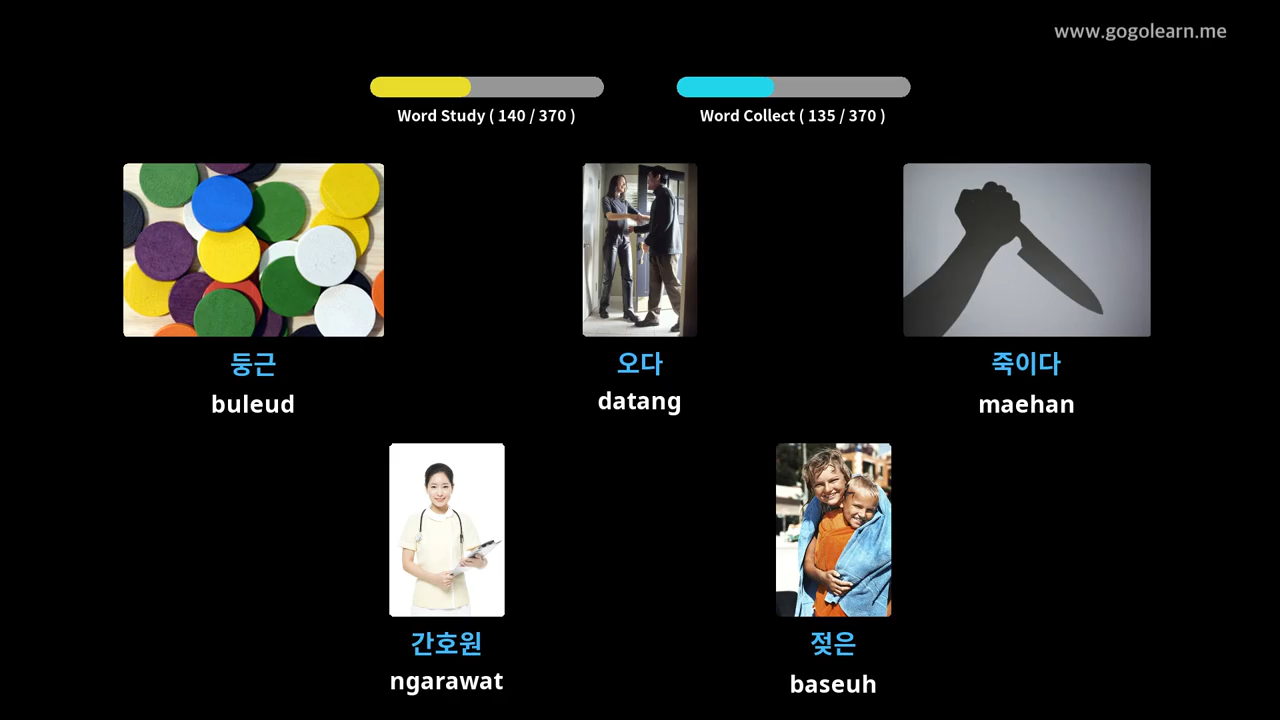 www.gogolearn.me
Word Study ( 140 / 370 )
Word Collect ( 135 / 370 )
둥근
buleud
오다
datang
죽이다
maehan
간호원
ngarawat
젖은
baseuh